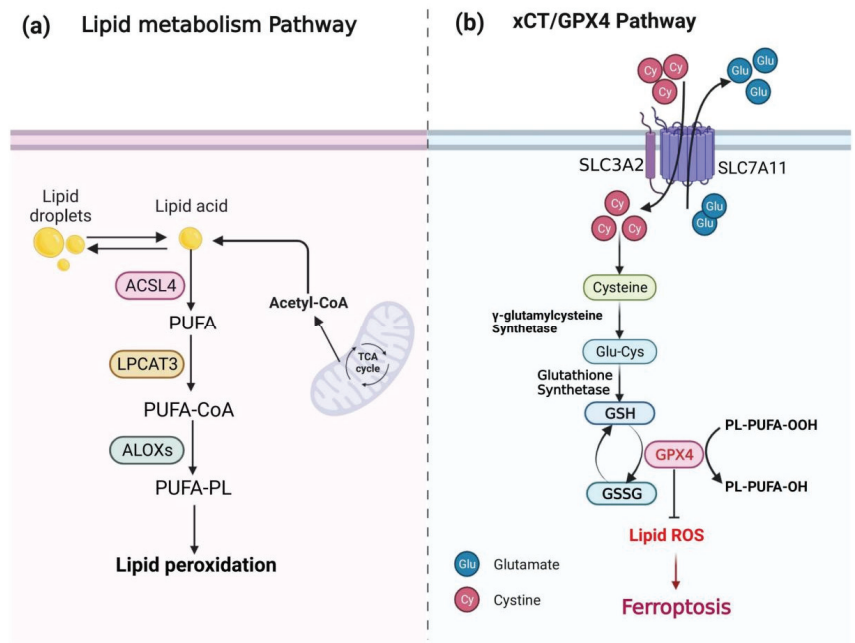 (a) Lipid metabolism Pathway
Lipid
droplets
Lipid acid
ACSL4
PUFA
LPCAT3
PUFA-CoA
ALOXs
PUFA-PL
Lipid peroxidation
Acetyl-CoA
TCA
cycle
(b) xCT/GPX4 Pathway
Cy
Cy
Cy
Glu
Glu
Glu
SLC3A2
SLC7A11
Cy
Cy
Cy
Glu
Glu
Cysteine
γ-glutamylcysteine
Synthetase
Glu-Cys
Glutathione
Synthetase
GSH
GPX4
GSSG
PL-PUFA-OOH
PL-PUFA-OH
Lipid ROS
Ferroptosis
Glu Glutamate
Cy Cystine